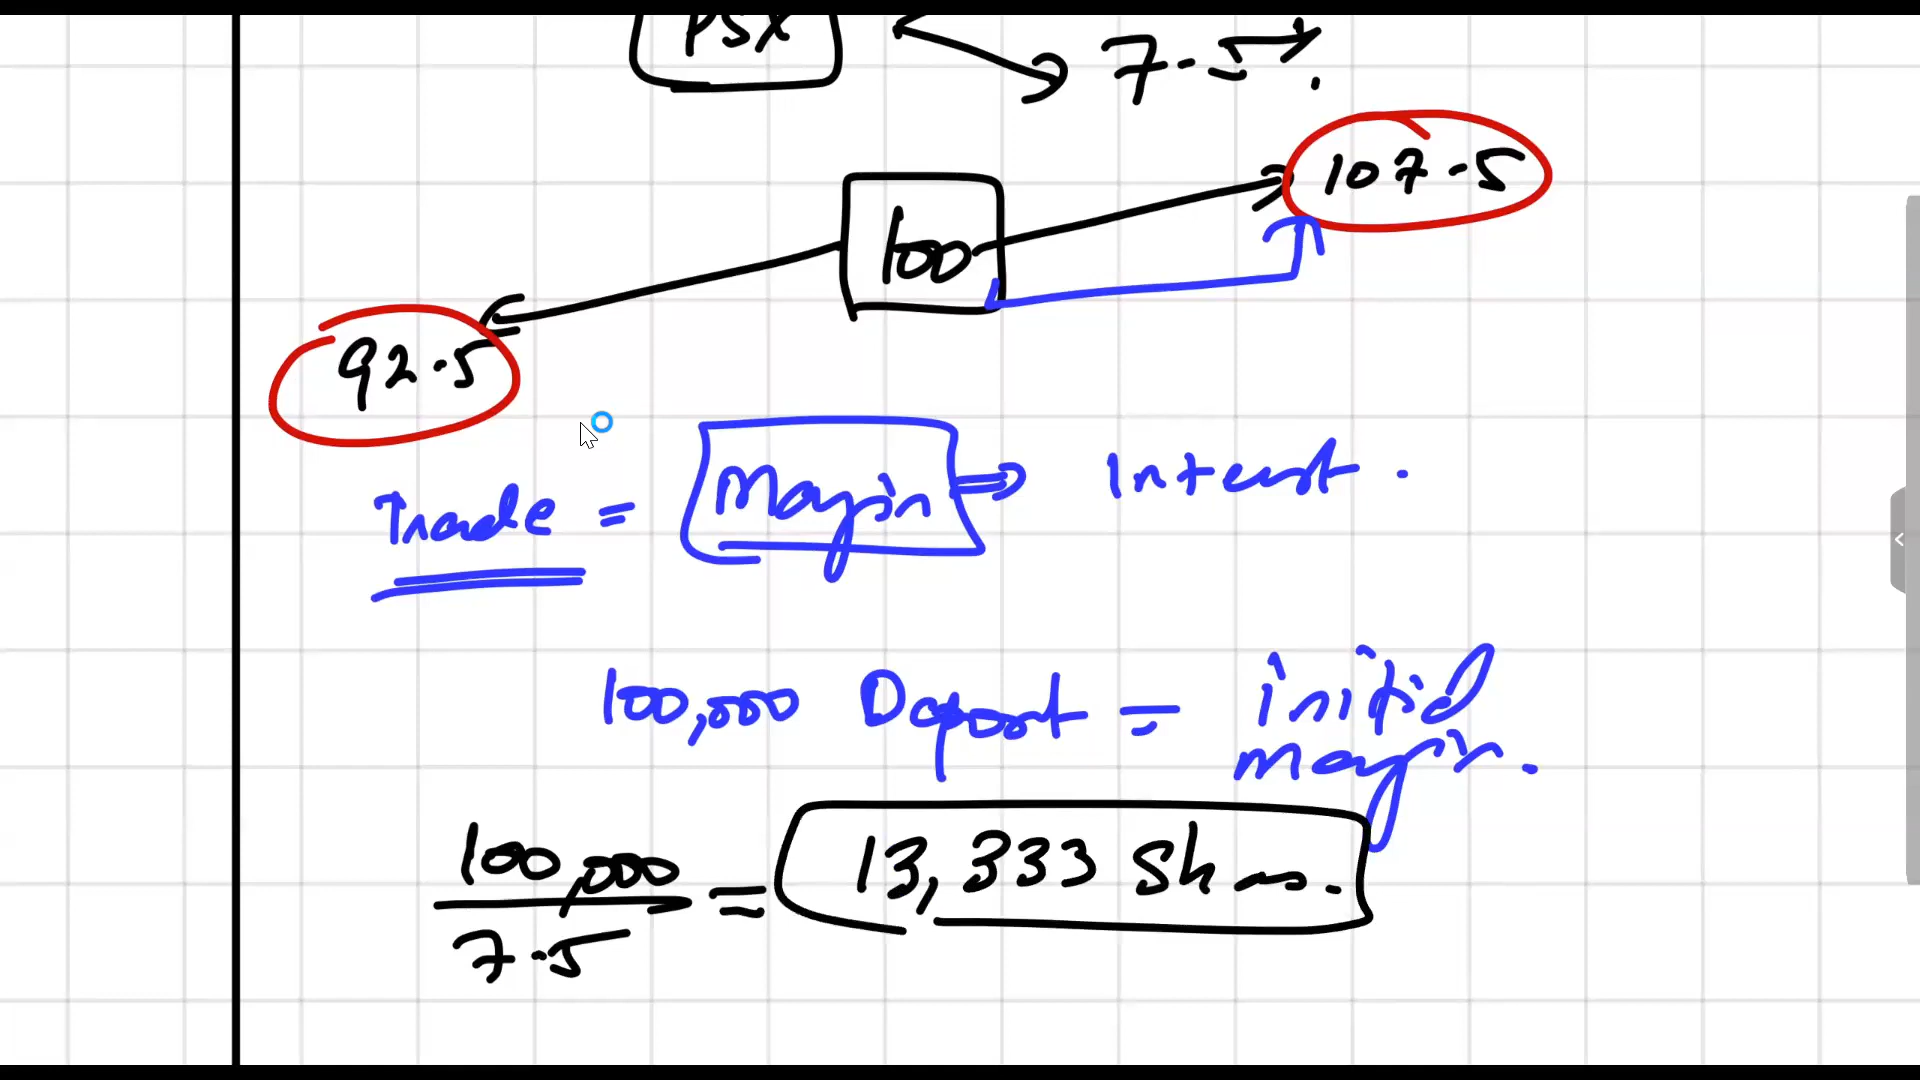 PSX
7.5%
107.5
100
92.5
Trade = Margin ⇒ Interest.
100,000 Deposit = initial
margin.
100,000
7.5
= 13,333 Shares.